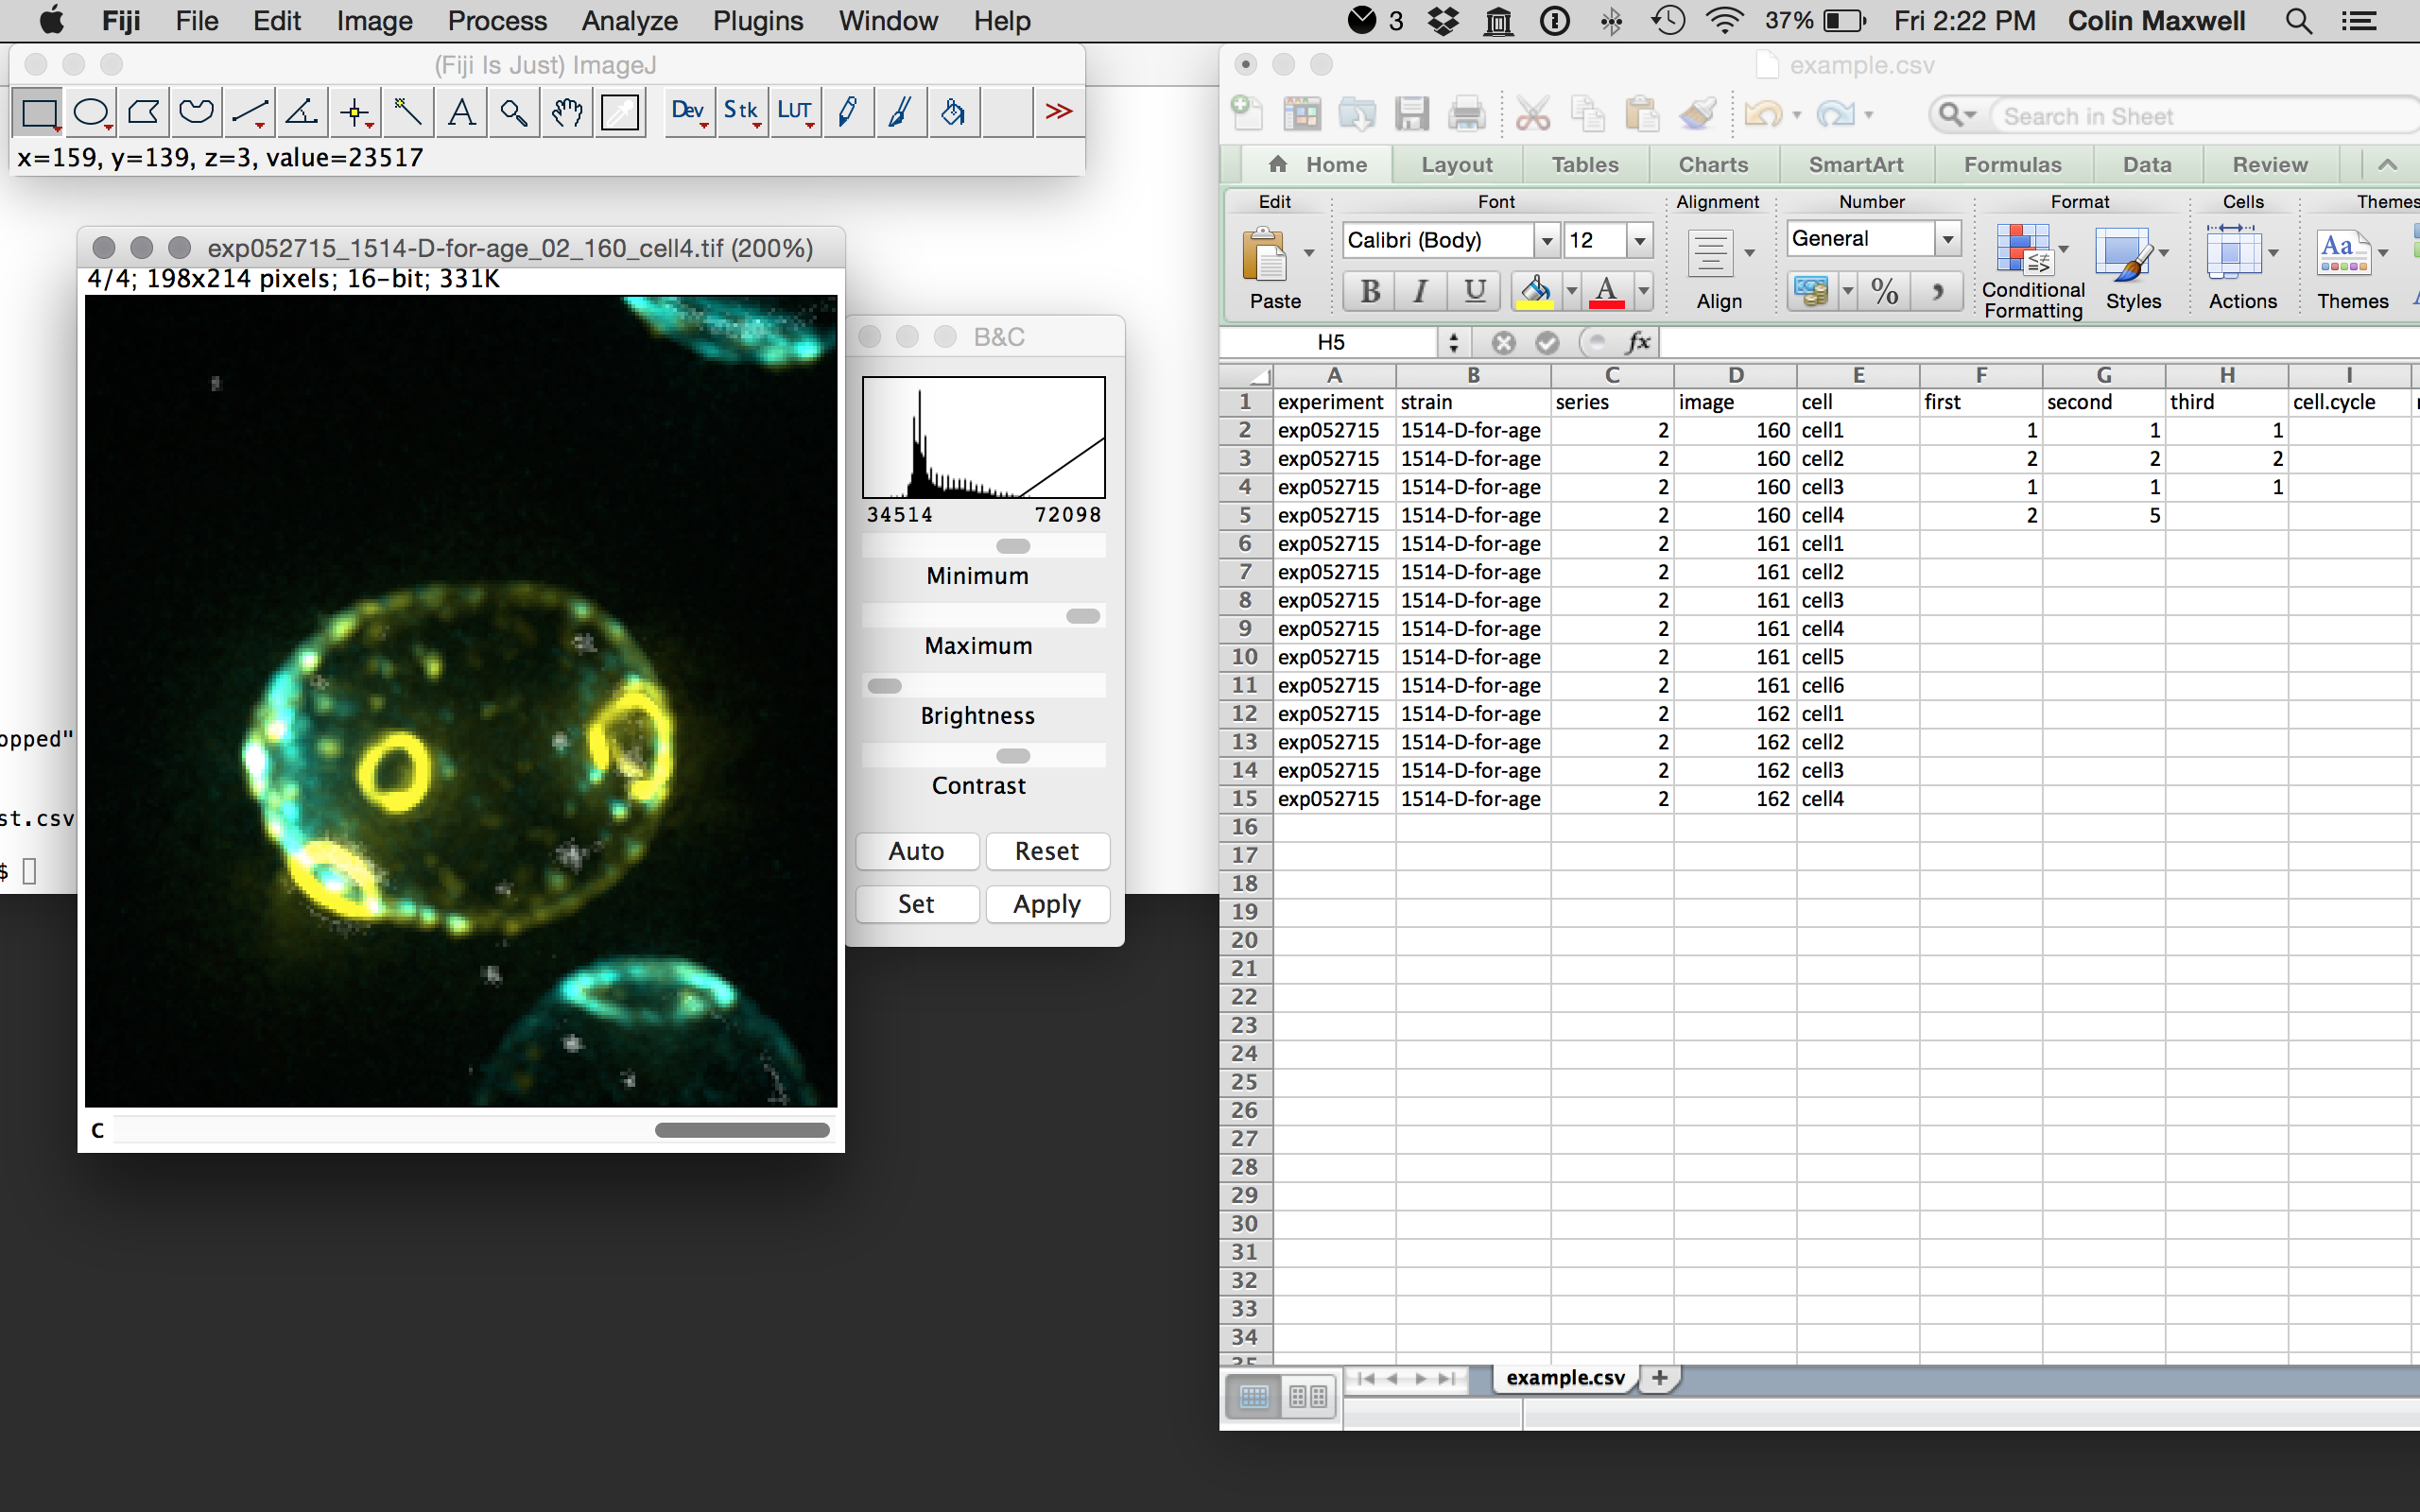 Fiji File Edit Image Process Analyze Plugins Window Help 3 37% Fri 2:22 PM Colin Maxwell
(Fiji Is Just) ImageJ
Dev Stk LUT A >>
x=159, y=139, z=3, value=23517
exp052715_1514-D-for-age_02_160_cell4.tif (200%)
4/4; 198x214 pixels; 16-bit; 331K
C
opped"
st.csv
$
B&C
34514 72098
Minimum
Maximum
Brightness
Contrast
Auto Reset
Set Apply
example.csv
Search in Sheet
Home Layout Tables Charts SmartArt Formulas Data Review
Edit Font Alignment Number Format Cells Themes
Calibri (Body) 12 General
B I U A %
Paste Align Conditional Formatting Styles Actions Aa Themes
H5 fx
A B C D E F G H I
1 experiment strain series image cell first second third cell.cycle
2 exp052715 1514-D-for-age 2 160 cell1 1 1 1
3 exp052715 1514-D-for-age 2 160 cell2 2 2 2
4 exp052715 1514-D-for-age 2 160 cell3 1 1 1
5 exp052715 1514-D-for-age 2 160 cell4 2 5
6 exp052715 1514-D-for-age 2 161 cell1
7 exp052715 1514-D-for-age 2 161 cell2
8 exp052715 1514-D-for-age 2 161 cell3
9 exp052715 1514-D-for-age 2 161 cell4
10 exp052715 1514-D-for-age 2 161 cell5
11 exp052715 1514-D-for-age 2 161 cell6
12 exp052715 1514-D-for-age 2 162 cell1
13 exp052715 1514-D-for-age 2 162 cell2
14 exp052715 1514-D-for-age 2 162 cell3
15 exp052715 1514-D-for-age 2 162 cell4
16
17
18
19
20
21
22
23
24
25
26
27
28
29
30
31
32
33
34
35
example.csv +